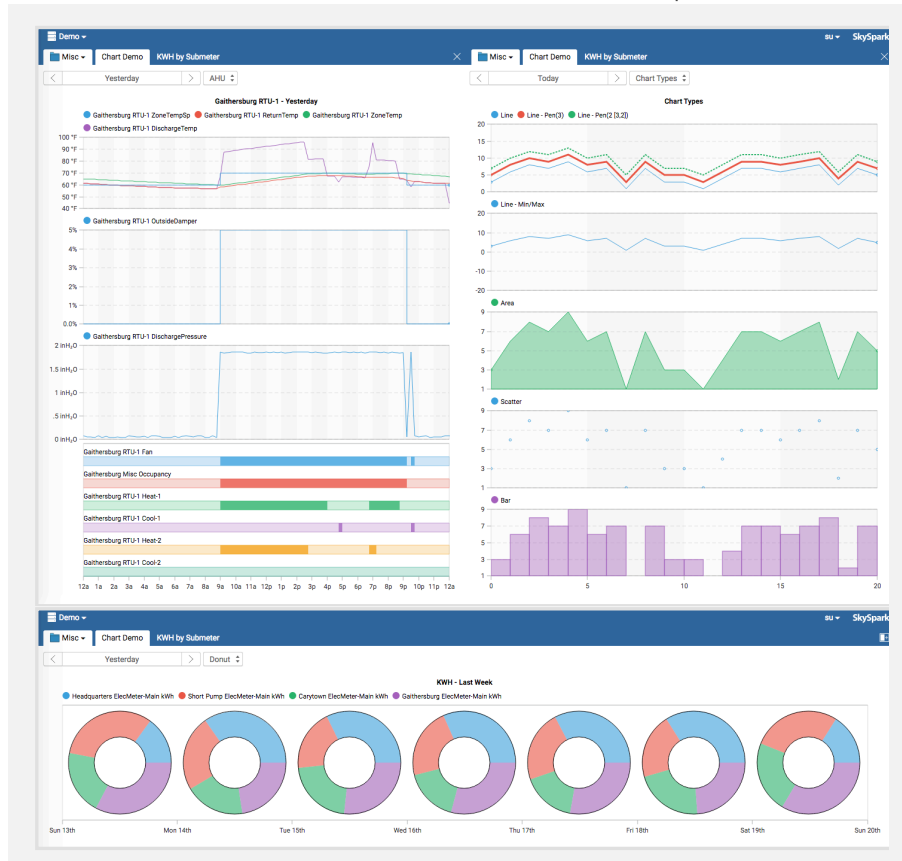 Demo su SkySpark
Misc Chart Demo KWH by Submeter
Yesterday AHU
Gaithersburg RTU-1 - Yesterday
Gaithersburg RTU-1 ZoneTempSp Gaithersburg RTU-1 ReturnTemp Gaithersburg RTU-1 ZoneTemp
Gaithersburg RTU-1 DischargeTemp
100 °F
90 °F
80 °F
70 °F
60 °F
50 °F
40 °F
Gaithersburg RTU-1 OutsideDamper
5%
4%
3%
2%
1%
0.0%
Gaithersburg RTU-1 DischargePressure
2 inH₂O
1.5 inH₂O
1 inH₂O
.5 inH₂O
0 inH₂O
Gaithersburg RTU-1 Fan
Gaithersburg Misc Occupancy
Gaithersburg RTU-1 Heat-1
Gaithersburg RTU-1 Cool-1
Gaithersburg RTU-1 Heat-2
Gaithersburg RTU-1 Cool-2
12a 1a 2a 3a 4a 5a 6a 7a 8a 9a 10a 11a 12p 1p 2p 3p 4p 5p 6p 7p 8p 9p 10p 11p 12a
Misc Chart Demo KWH by Submeter
Today Chart Types
Chart Types
Line Line - Pen(3) Line - Pen(2 [3,2])
20
15
10
5
0
Line - Min/Max
20
10
0
-10
-20
Area
9
7
5
3
1
Scatter
9
7
5
3
1
Bar
9
7
5
3
1
0 5 10 15 20
Demo su SkySpark
Misc Chart Demo KWH by Submeter
Yesterday Donut
KWH - Last Week
Headquarters ElecMeter-Main kWh Short Pump ElecMeter-Main kWh Carytown ElecMeter-Main kWh Gaithersburg ElecMeter-Main kWh
Sun 13th Mon 14th Tue 15th Wed 16th Thu 17th Fri 18th Sat 19th Sun 20th